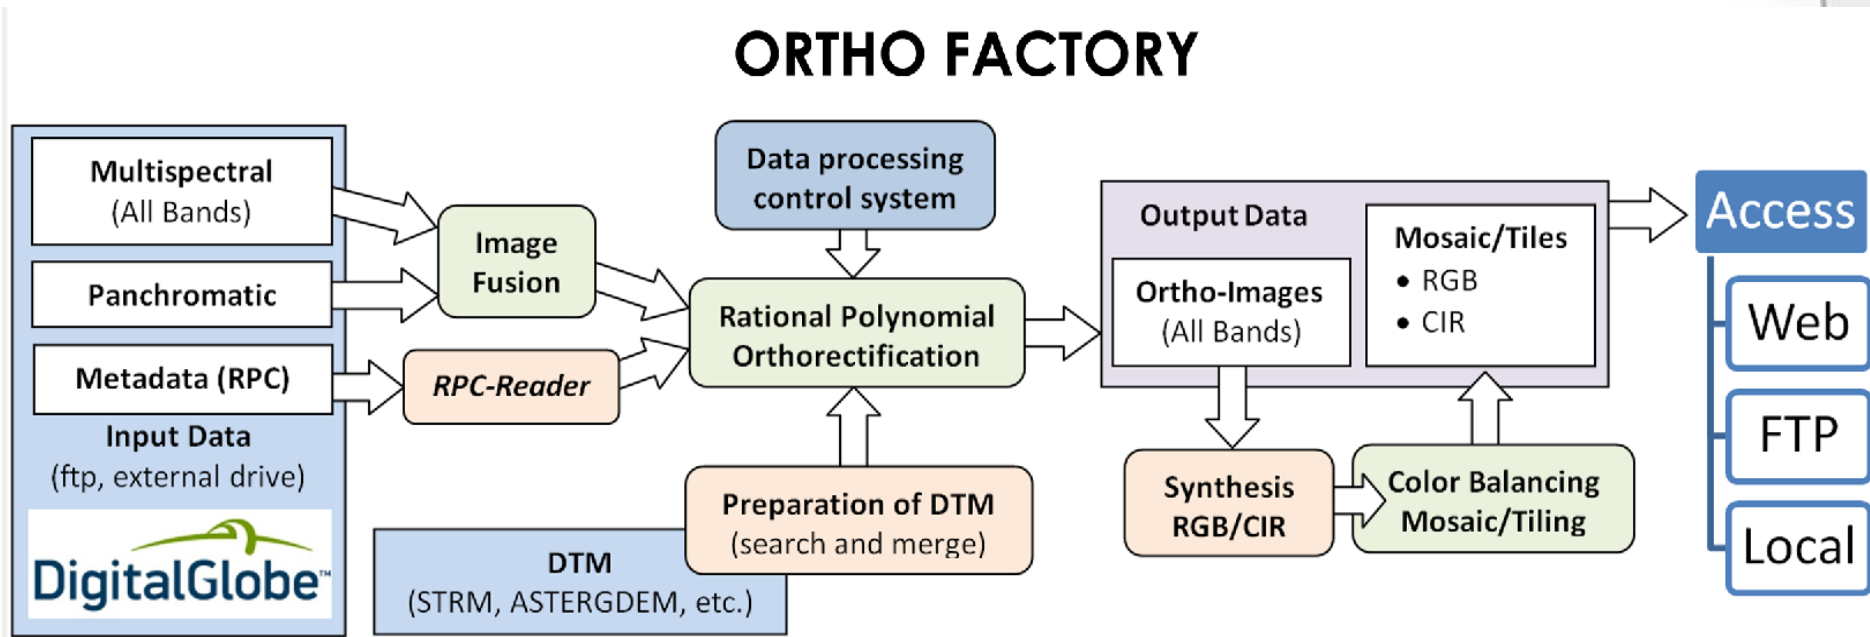 ORTHO FACTORY
Multispectral
(All Bands)
Panchromatic
Metadada (RPC)
Input Data
(ftp, external drive)
DigitalGlobe™
Image
Fusion
RPC-Reader
Data processing
control system
Rational Polynomial
Orthorectification
Preparation of DTM
(search and merge)
DTM
(STRM, ASTERGDEM, etc.)
Output Data
Ortho-Images
(All Bands)
Mosaic/Tiles
• RGB
• CIR
Synthesis
RGB/CIR
Color Balancing
Mosaic/Tiling
Access
Web
FTP
Local